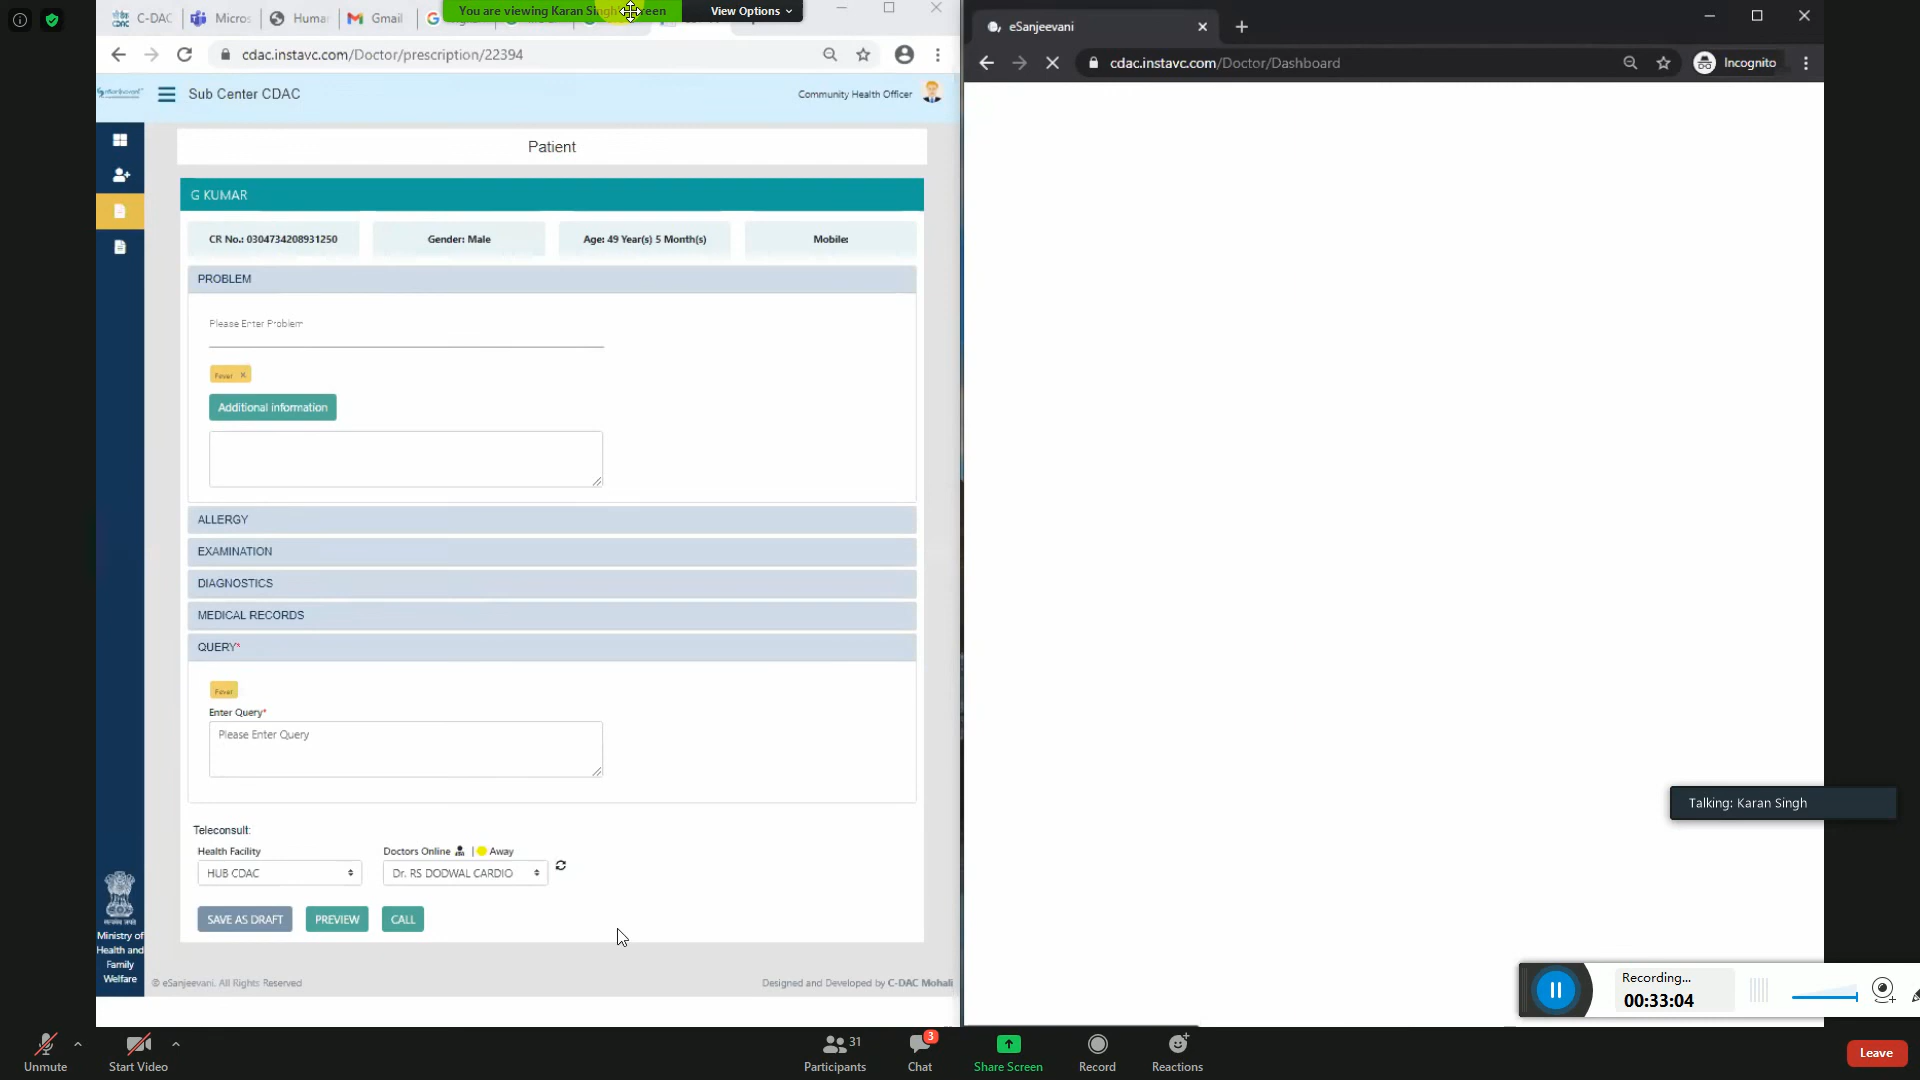 C-DAC
Micros
Human
Gmail
You are viewing Karan Singh
een
View Options
eSanjeevani
cdac.instavc.com/Doctor/prescription/22394
cdac.instavc.com/Doctor/Dashboard
Incognito
Sub Center CDAC
Community Health Officer
Patient
G KUMAR
CR No.: 0304734208931250
Gender: Male
Age: 49 Year(s) 5 Month(s)
Mobile:
PROBLEM
Please Enter Problem
Fever x
Additional information
ALLERGY
EXAMINATION
DIAGNOSTICS
MEDICAL RECORDS
QUERY*
Fever
Enter Query*
Please Enter Query
Talking: Karan Singh
Teleconsult:
Health Facility
Doctors Online | Away
HUB CDAC
Dr. RS DODWAL CARDIO
SAVE AS DRAFT
PREVIEW
CALL
Ministry of
Health and
Family
Welfare
© eSanjeevani. All Rights Reserved
Designed and Developed by C-DAC Mohali
Recording...
00:33:04
Unmute
Start Video
31
Participants
3
Chat
Share Screen
Record
Reactions
Leave